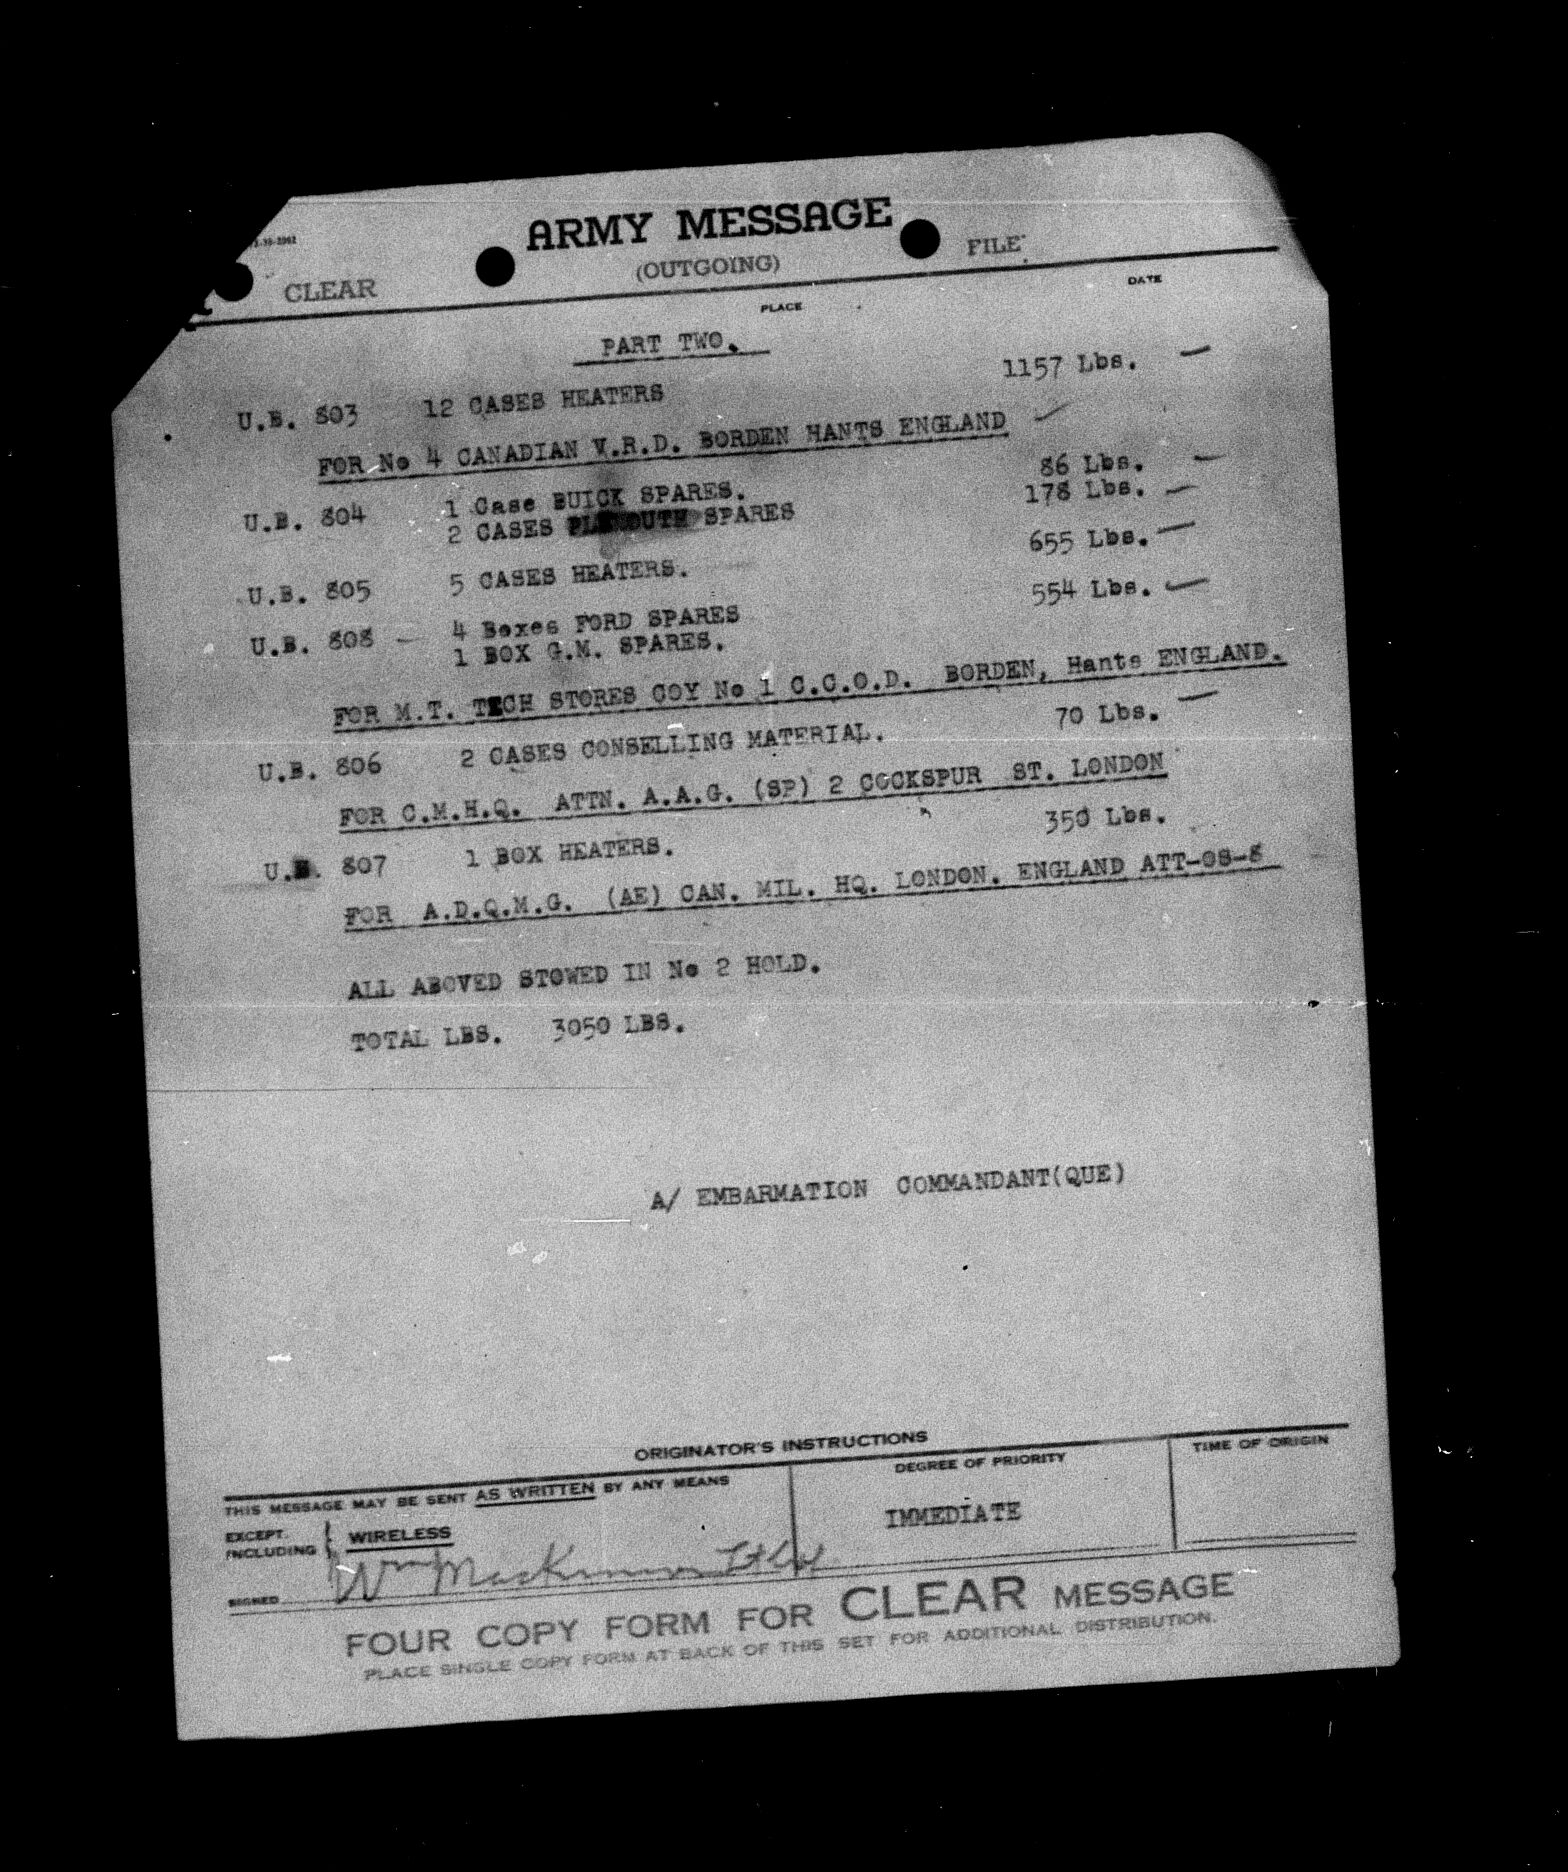 ARMY MESSAGE
(OUTGOING)
CLEAR
FILE
PLACE
DATE
PART TWO.
U.B. 803 12 CASES HEATERS 1157 Lbs.
FOR No 4 CANADIAN V.R.D. BORDEN HANTS ENGLAND
U.B. 804 1 Case BUICK SPARES. 86 Lbs.
2 CASES PLYMOUTH SPARES 178 Lbs.
U.B. 805 5 CASES HEATERS. 655 Lbs.
U.B. 808 4 Boxes FORD SPARES 554 Lbs.
1 BOX G.M. SPARES.
FOR M.T. TECH STORES COY No 1 C.C.O.D. BORDEN, Hants ENGLAND.
U.B. 806 2 CASES CONSELLING MATERIAL. 70 Lbs.
FOR C.M.H.Q. ATTN. A.A.G. (SP) 2 COCKSPUR ST. LONDON
U.B. 807 1 BOX HEATERS. 350 Lbs.
FOR A.D.Q.M.G. (AE) CAN. MIL. HQ. LONDON. ENGLAND ATT-OS-8
ALL ABOVED STOWED IN No 2 HOLD.
TOTAL LBS. 3050 LBS.
A/ EMBARMATION COMMANDANT(QUE)
ORIGINATOR'S INSTRUCTIONS
THIS MESSAGE MAY BE SENT AS WRITTEN BY ANY MEANS
DEGREE OF PRIORITY
TIME OF ORIGIN
EXCEPT.
INCLUDING } WIRELESS
IMMEDIATE
SIGNED Wm
FOUR COPY FORM FOR CLEAR MESSAGE
PLACE SINGLE COPY FORM AT BACK OF THIS SET FOR ADDITIONAL DISTRIBUTION.